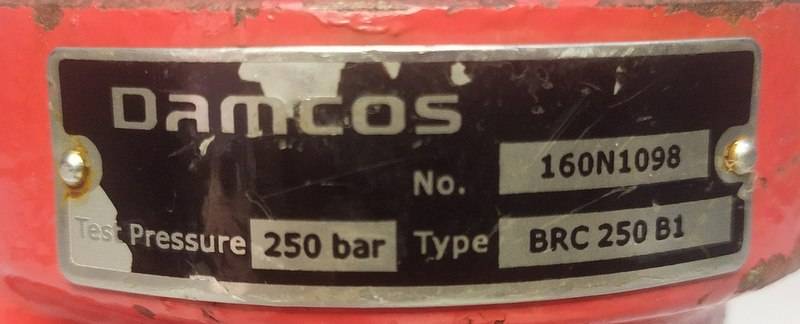 Damcos
No. 160N1098
Test Pressure 250 bar Type BRC 250 B1